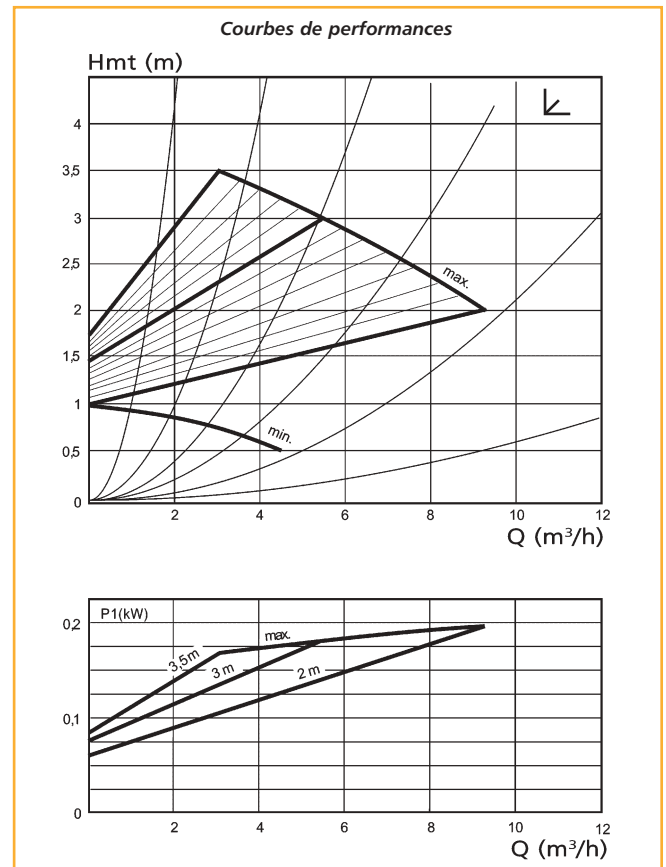 Courbes de performances
Hmt (m)
4
3,5
3
2,5
2
1,5
1
0,5
0
max.
min.
2 4 6 8 10 12
Q (m³/h)
P1(kW)
0,2
0,1
0
3,5m
3 m
2 m
max.
2 4 6 8 10 12
Q (m³/h)